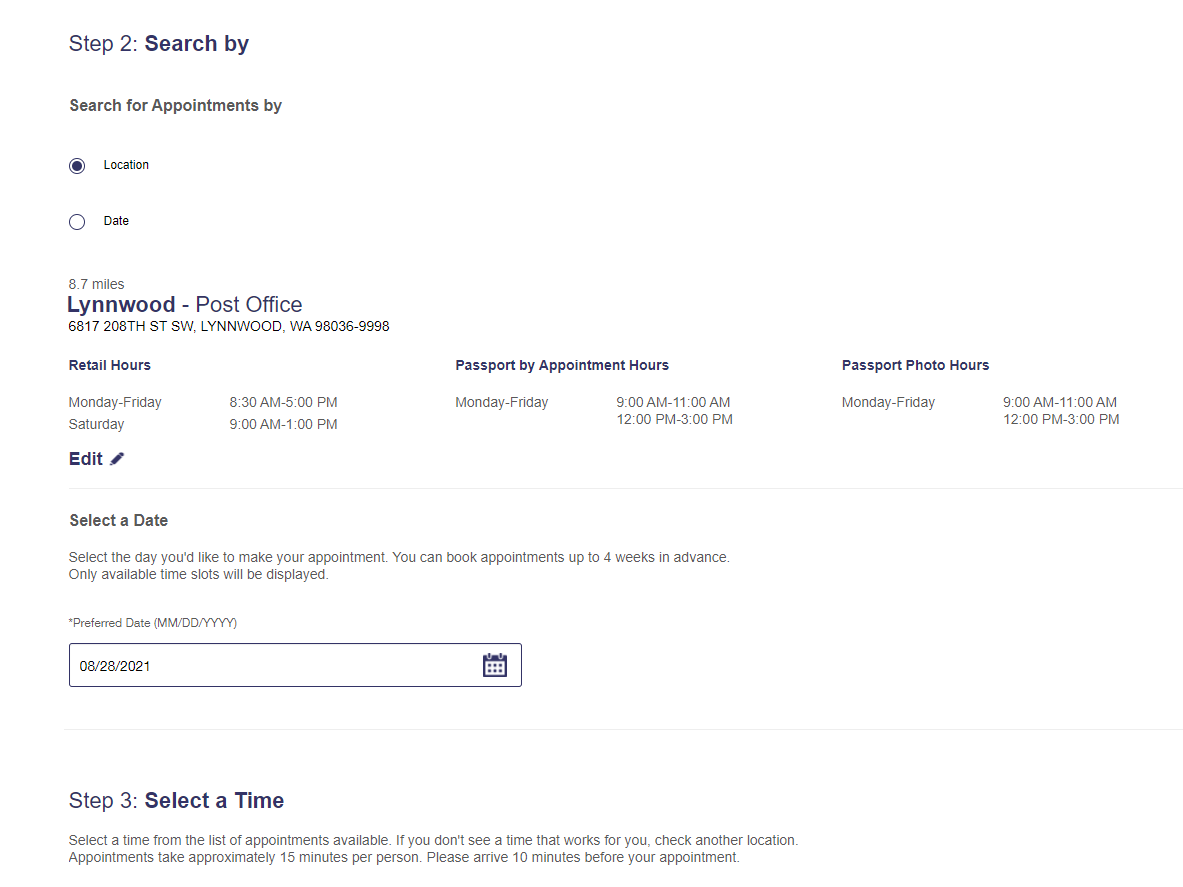 Step 2: Search by
Search for Appointments by
Location
Date
8.7 miles
Lynnwood - Post Office
6817 208TH ST SW, LYNNWOOD, WA 98036-9998
Retail Hours
Monday-Friday 8:30 AM-5:00 PM
Saturday 9:00 AM-1:00 PM
Passport by Appointment Hours
Monday-Friday 9:00 AM-11:00 AM
12:00 PM-3:00 PM
Passport Photo Hours
Monday-Friday 9:00 AM-11:00 AM
12:00 PM-3:00 PM
Edit
Select a Date
Select the day you'd like to make your appointment. You can book appointments up to 4 weeks in advance.
Only available time slots will be displayed.
*Preferred Date (MM/DD/YYYY)
08/28/2021
Step 3: Select a Time
Select a time from the list of appointments available. If you don't see a time that works for you, check another location.
Appointments take approximately 15 minutes per person. Please arrive 10 minutes before your appointment.